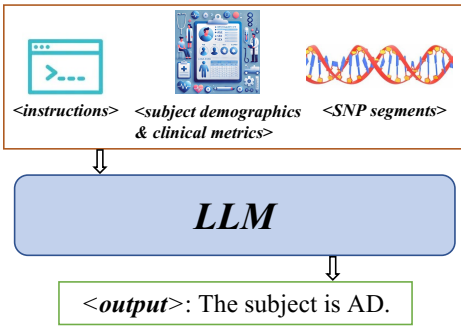 >_...
<instructions>
<subject demographics
& clinical metrics>
<SNP segments>
LLM
<output>: The subject is AD.